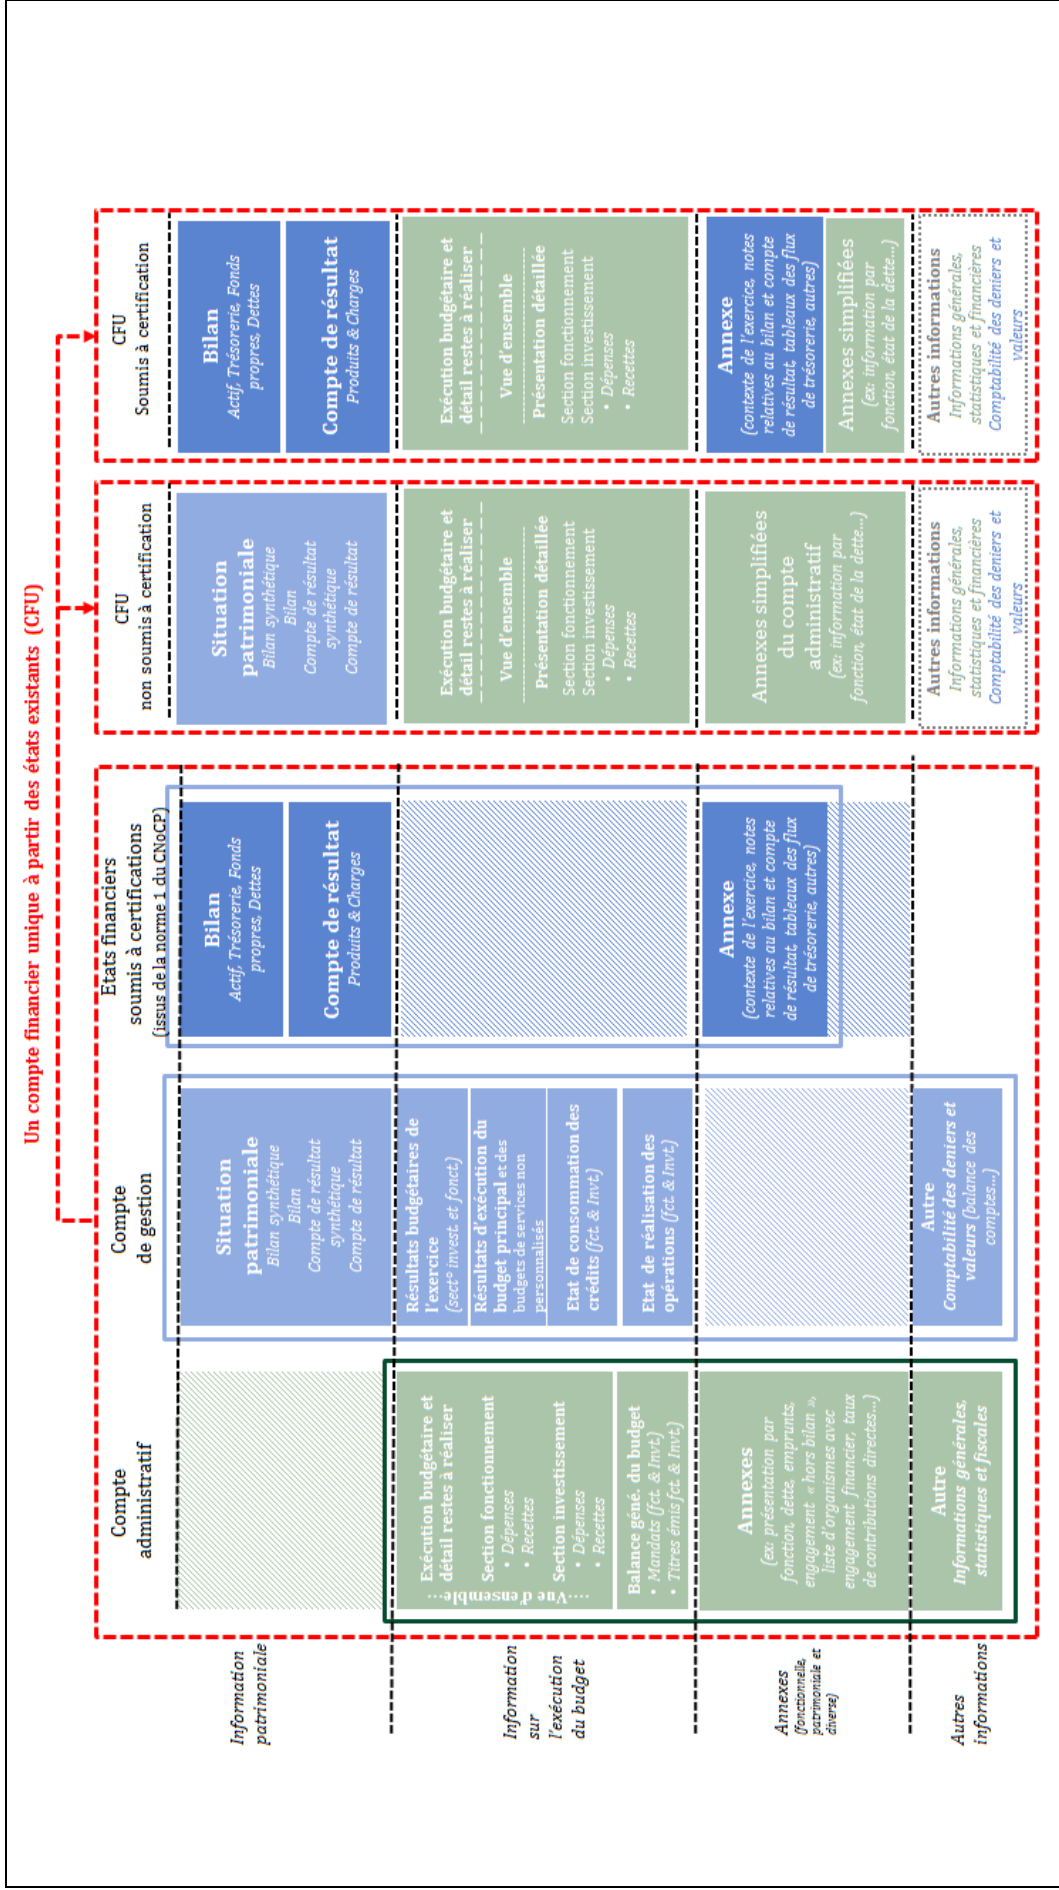 Un compte financier unique à partir des états existants (CFU)
Compte
administratif
Compte
de gestion
Etats financiers
soumis à certifications
(issus de la norme 1 du CNoCP)
CFU
non soumis à certification
CFU
Soumis à certification
Information
patrimoniale
Situation
patrimoniale
Bilan synthétique
Bilan
Compte de résultat
synthétique
Compte de résultat
Bilan
Actif, Trésorerie, Fonds
propres, Dettes
Compte de résultat
Produits & Charges
Situation
patrimoniale
Bilan synthétique
Bilan
Compte de résultat
synthétique
Compte de résultat
Bilan
Actif, Trésorerie, Fonds
propres, Dettes
Compte de résultat
Produits & Charges
Information
sur
l'exécution
du budget
Exécution budgétaire et
détail restes à réaliser
Section fonctionnement
• Dépenses
• Recettes
Section investissement
• Dépenses
• Recettes
...Vue d'ensemble....
Balance géné. du budget
• Mandats (fct. & Invt.)
• Titres émis fct. & Invt.)
Résultats budgétaires de
l'exercice
(sect° invest. et fonct.)
Résultats d'exécution du
budget principal et des
budgets de services non
personnalisés
Etat de consommation des
crédits (fct. & Invt.)
Etat de réalisation des
opérations (fct. & Invt.)
Exécution budgétaire et
détail restes à réaliser
Vue d'ensemble
Présentation détaillée
Section fonctionnement
Section investissement
• Dépenses
• Recettes
Exécution budgétaire et
détail restes à réaliser
Vue d'ensemble
Présentation détaillée
Section fonctionnement
Section investissement
• Dépenses
• Recettes
Annexes
(fonctionnelle,
patrimoniale et
diverse)
Annexes
(ex: présentation par
fonction, dette, emprunts,
engagement « hors bilan »,
liste d'organismes avec
engagement financier, taux
de contributions directes...)
Annexe
(contexte de l'exercice, notes
relatives au bilan et compte
de résultat, tableaux des flux
de trésorerie, autres)
Annexes simplifiées
du compte
administratif
(ex: information par
fonction, état de la dette...)
Annexe
(contexte de l'exercice, notes
relatives au bilan et compte
de résultat, tableaux des flux
de trésorerie, autres)
Annexes simplifiées
(ex: information par
fonction, état de la dette...)
Autres
informations
Autre
Informations générales,
statistiques et fiscales
Autre
Comptabilité des deniers et
valeurs (balance des
comptes...)
Autres informations
Informations générales,
statistiques et financières
Comptabilité des deniers et
valeurs
Autres informations
Informations générales,
statistiques et financières
Comptabilité des deniers et
valeurs